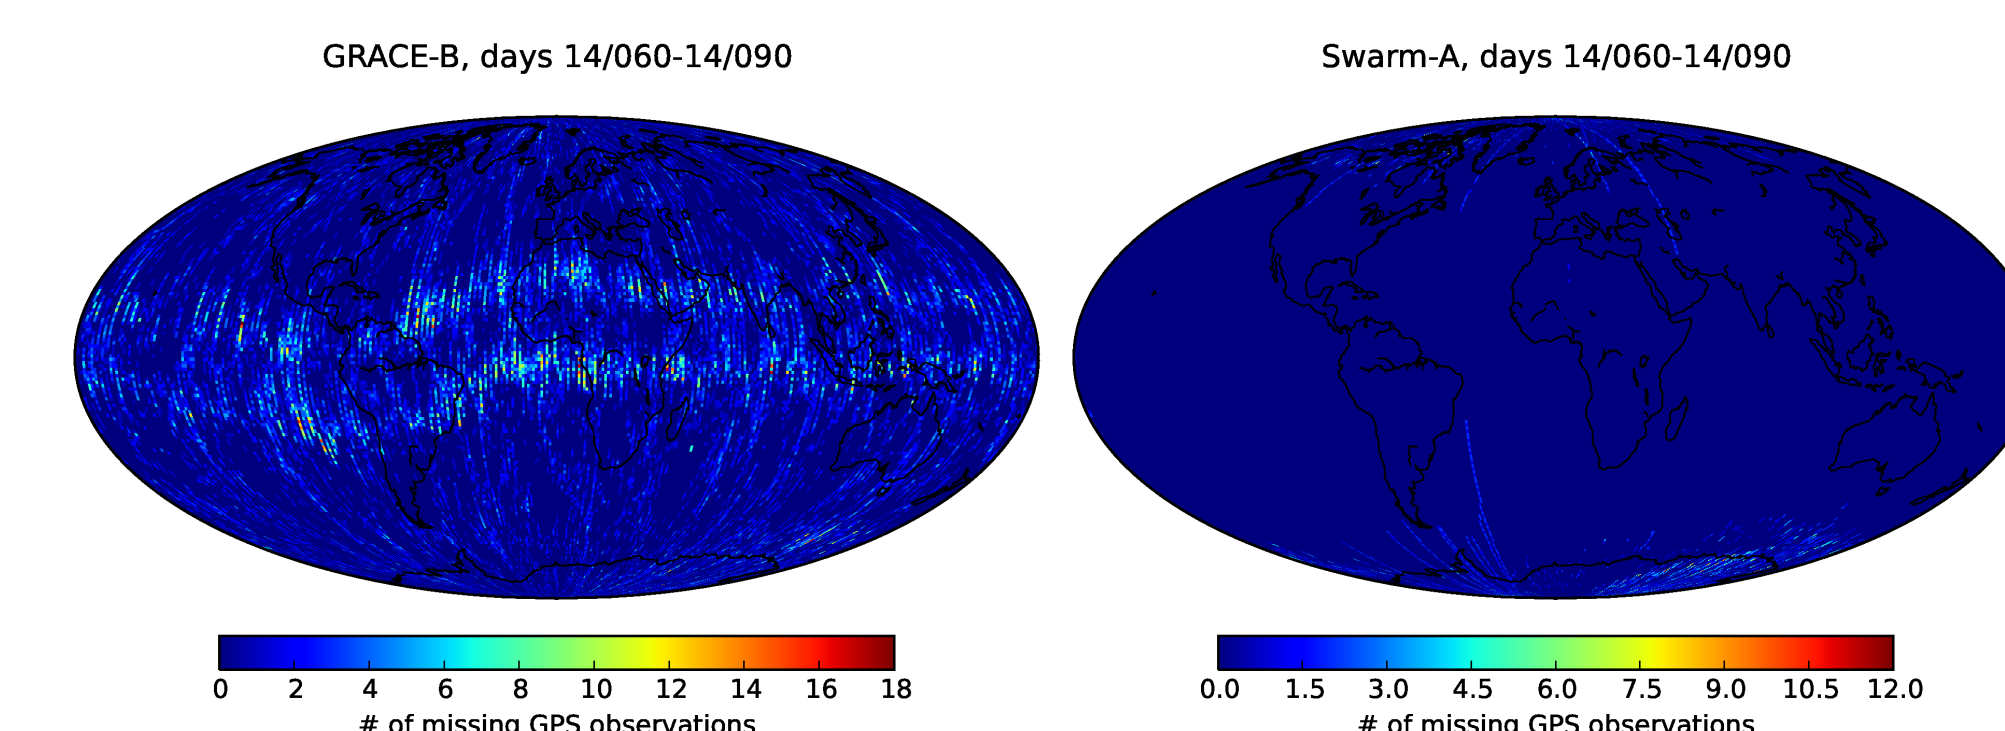 GRACE-B, days 14/060-14/090
Swarm-A, days 14/060-14/090
0 2 4 6 8 10 12 14 16 18
# of missing GPS observations
0.0 1.5 3.0 4.5 6.0 7.5 9.0 10.5 12.0
# of missing GPS observations